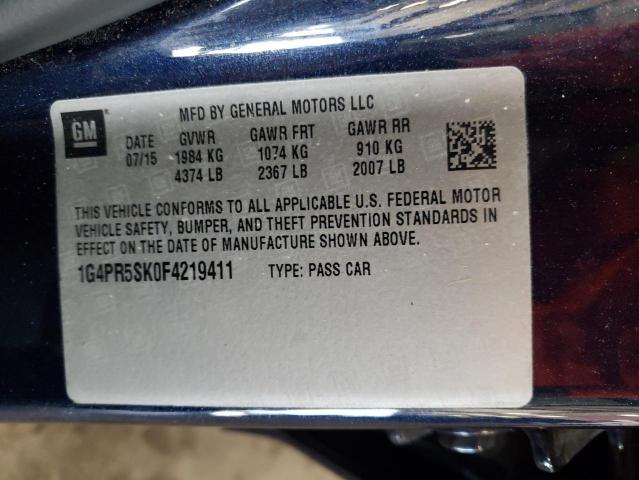 GM
MFD BY GENERAL MOTORS LLC
DATE GVWR GAWR FRT GAWR RR
07/15 1984 KG 1074 KG 910 KG
4374 LB 2367 LB 2007 LB
THIS VEHICLE CONFORMS TO ALL APPLICABLE U.S. FEDERAL MOTOR
VEHICLE SAFETY, BUMPER, AND THEFT PREVENTION STANDARDS IN
EFFECT ON THE DATE OF MANUFACTURE SHOWN ABOVE.
1G4PR5SK0F4219411 TYPE: PASS CAR